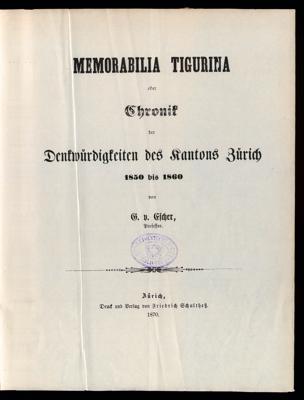 MEMORABILIA TIGURINA
oder
Chronik
der
Denkwürdigkeiten des Kantons Zürich
1850 bis 1860
von
G. v. Escher,
Professor.
Zürich,
Druck und Verlag von Friedrich Schultheß.
1870.